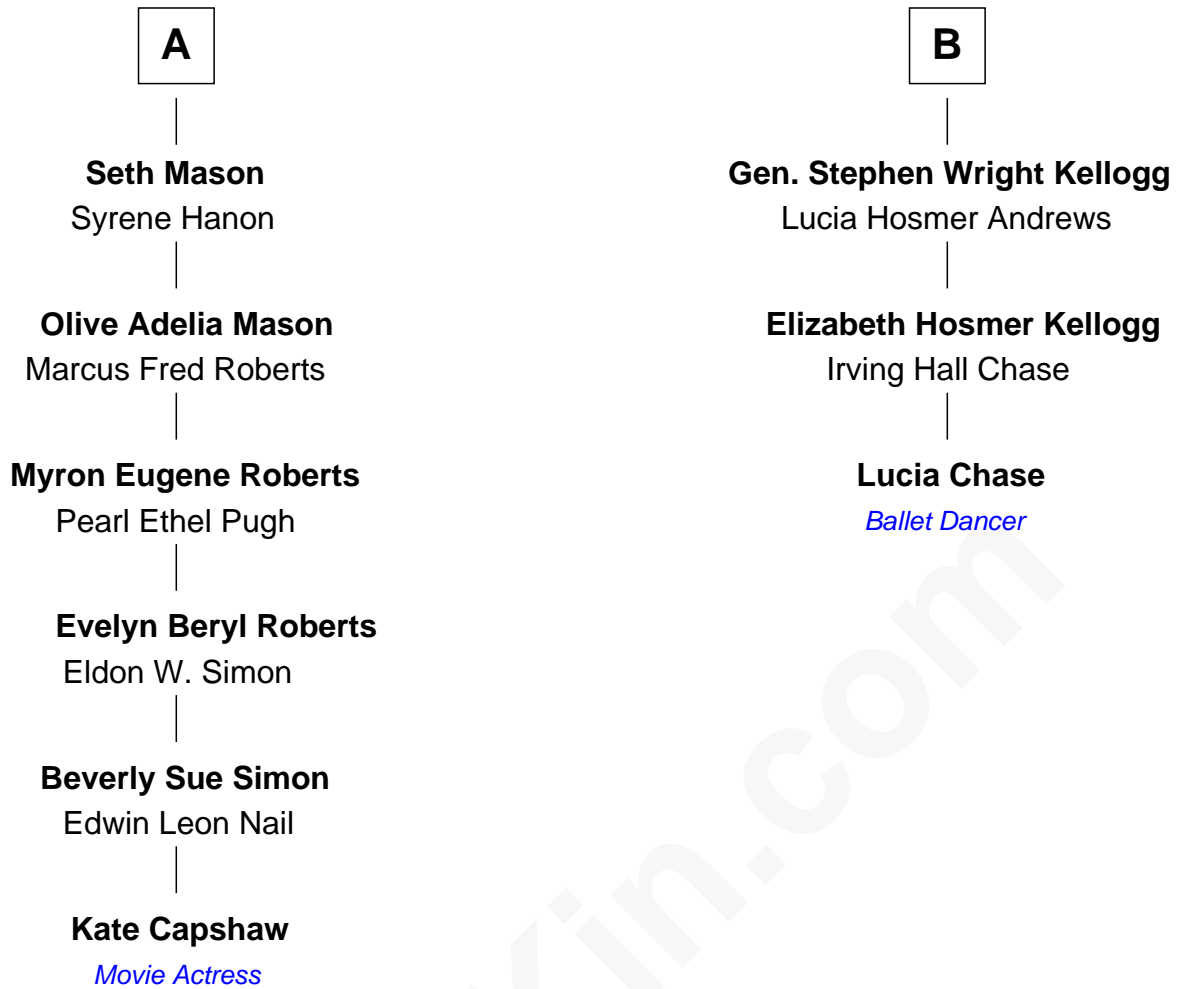 A
Seth Mason
Syrene Hanon
Olive Adelia Mason
Marcus Fred Roberts
Myron Eugene Roberts
Pearl Ethel Pugh
Evelyn Beryl Roberts
Eldon W. Simon
Beverly Sue Simon
Edwin Leon Nail
Kate Capshaw
Movie Actress
B
Gen. Stephen Wright Kellogg
Lucia Hosmer Andrews
Elizabeth Hosmer Kellogg
Irving Hall Chase
Lucia Chase
Ballet Dancer
Kin.com